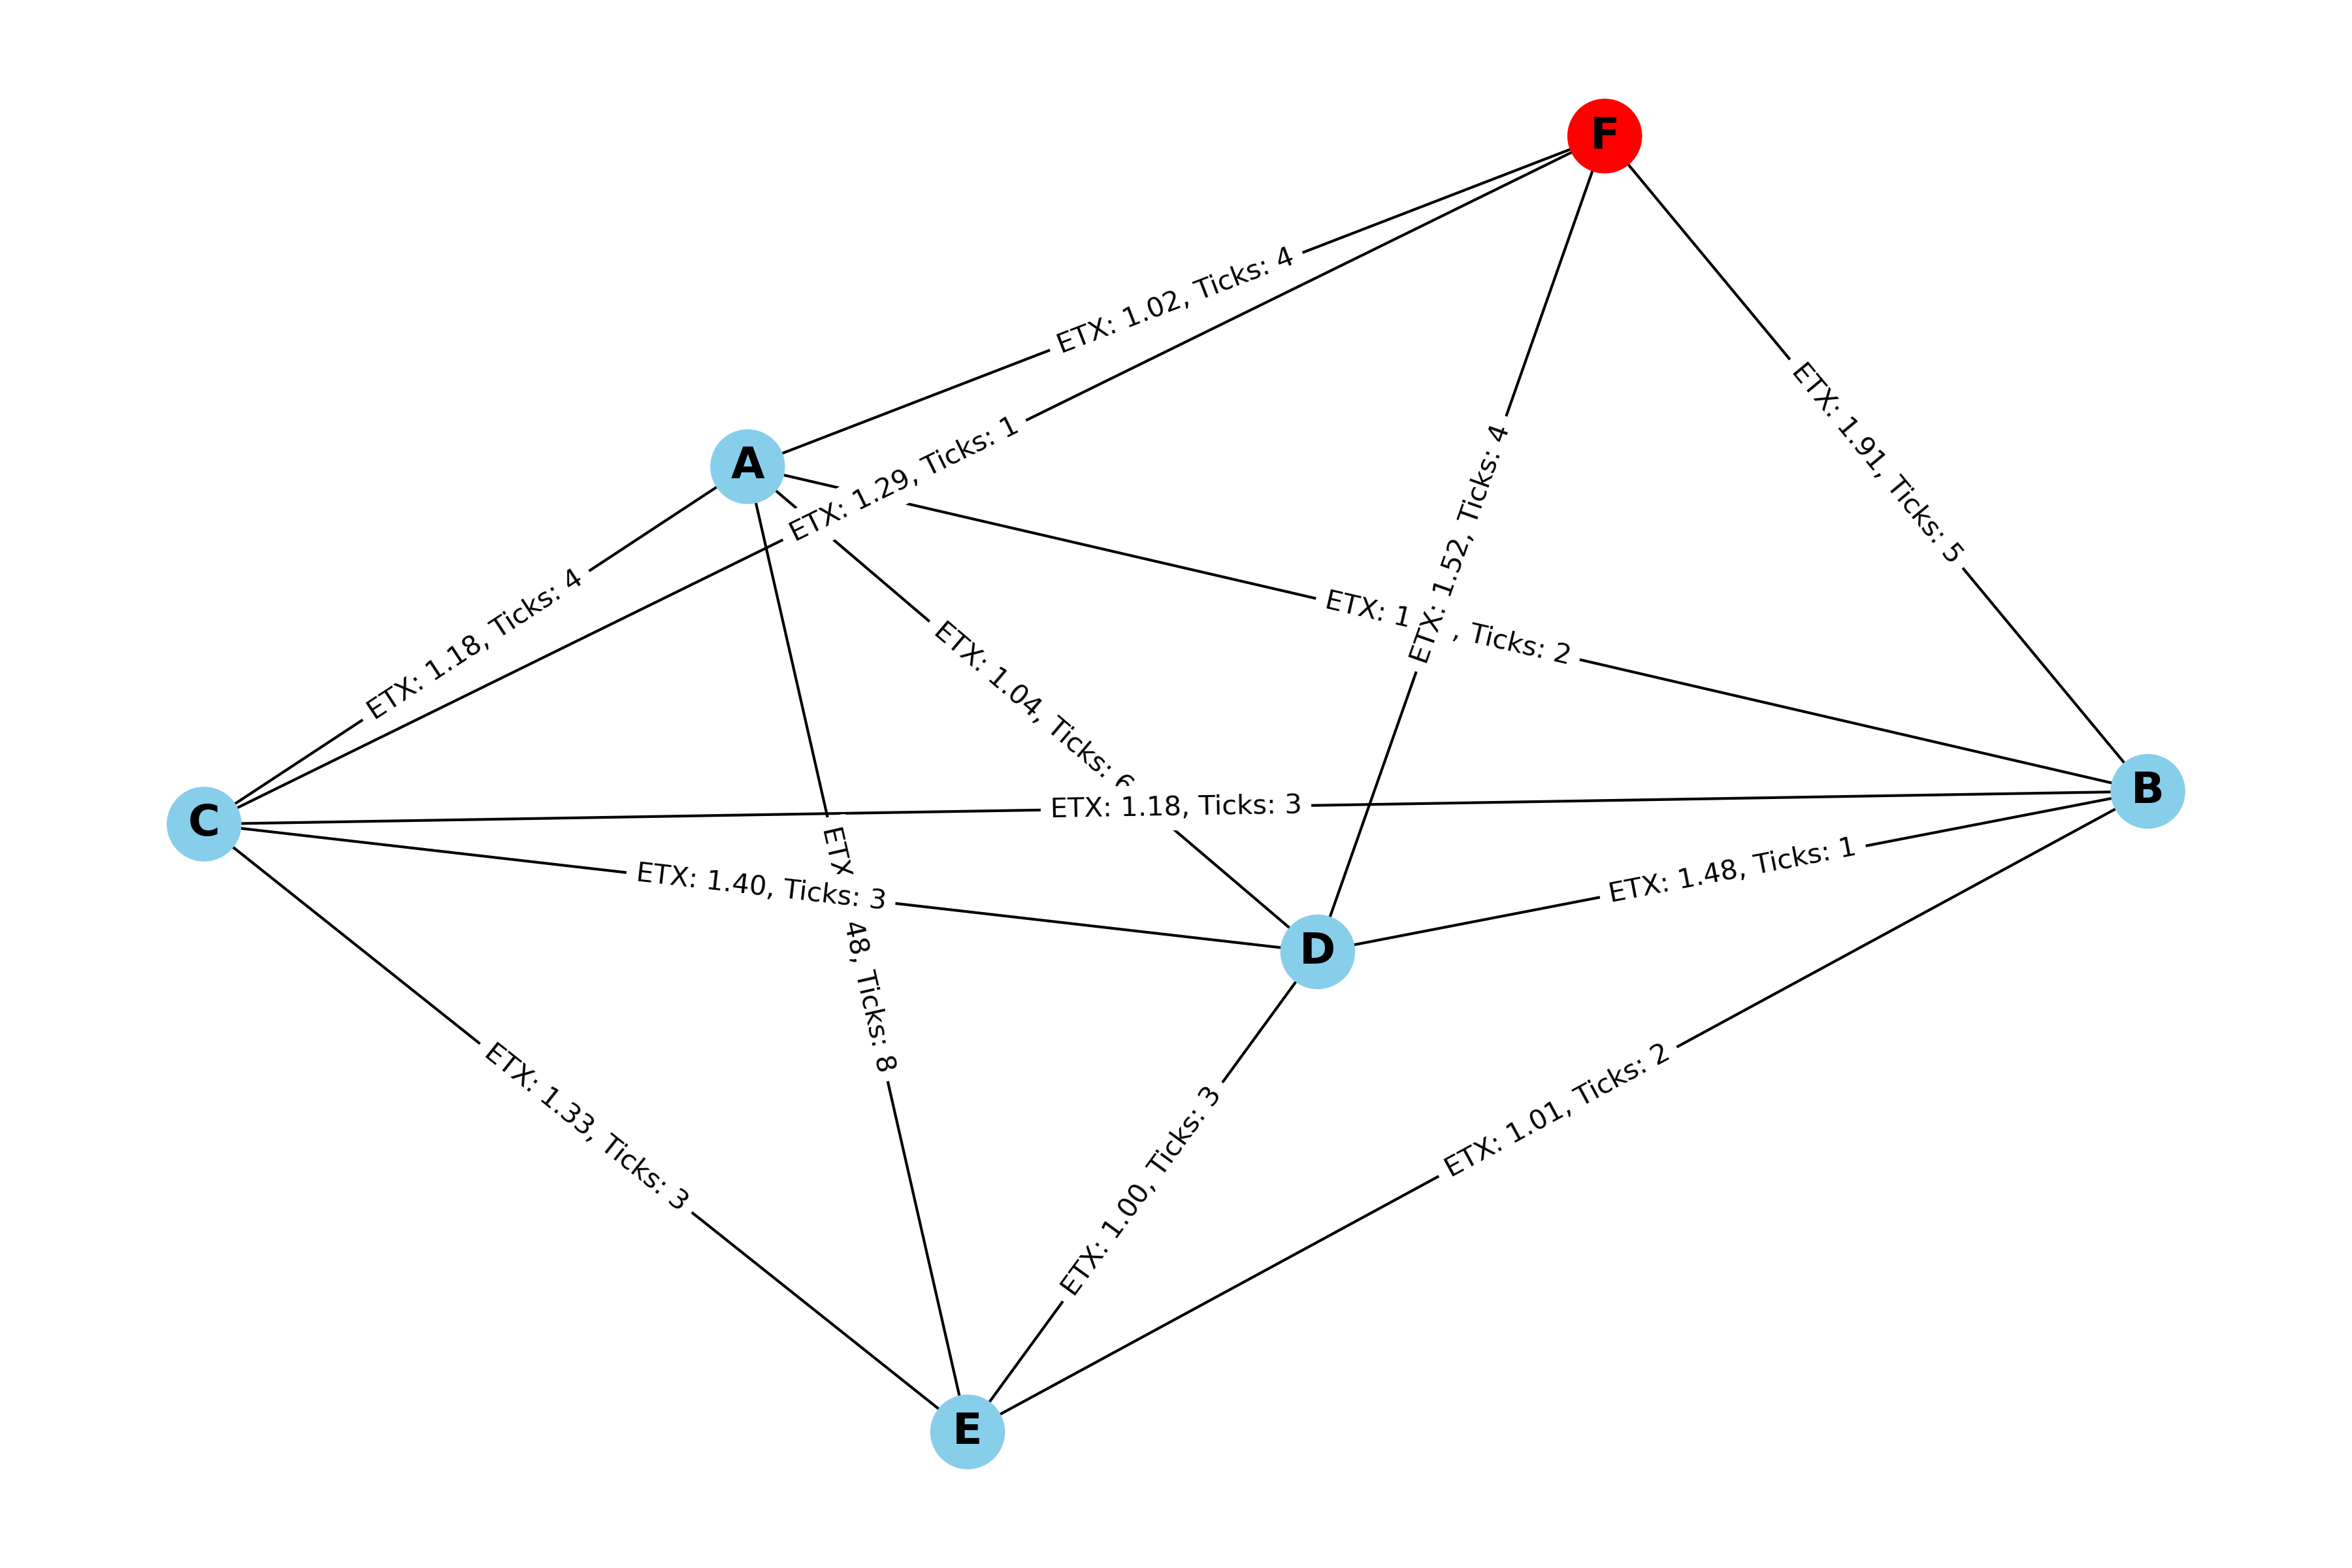 F
ETX: 1.02, Ticks: 4
ETX: 1.91, Ticks: 5
A
ETX: 1.29, Ticks: 1
ETX: 1.52, Ticks: 4
ETX: 1 , Ticks: 2
ETX: 1.18, Ticks: 4
ETX: 1.04, Ticks: 6
B
C
ETX: 1.18, Ticks: 3
ETX: 1.40, Ticks: 3
ETX 48, Ticks: 8
ETX: 1.48, Ticks: 1
D
ETX: 1.33, Ticks: 3
ETX: 1.00, Ticks: 3
ETX: 1.01, Ticks: 2
E